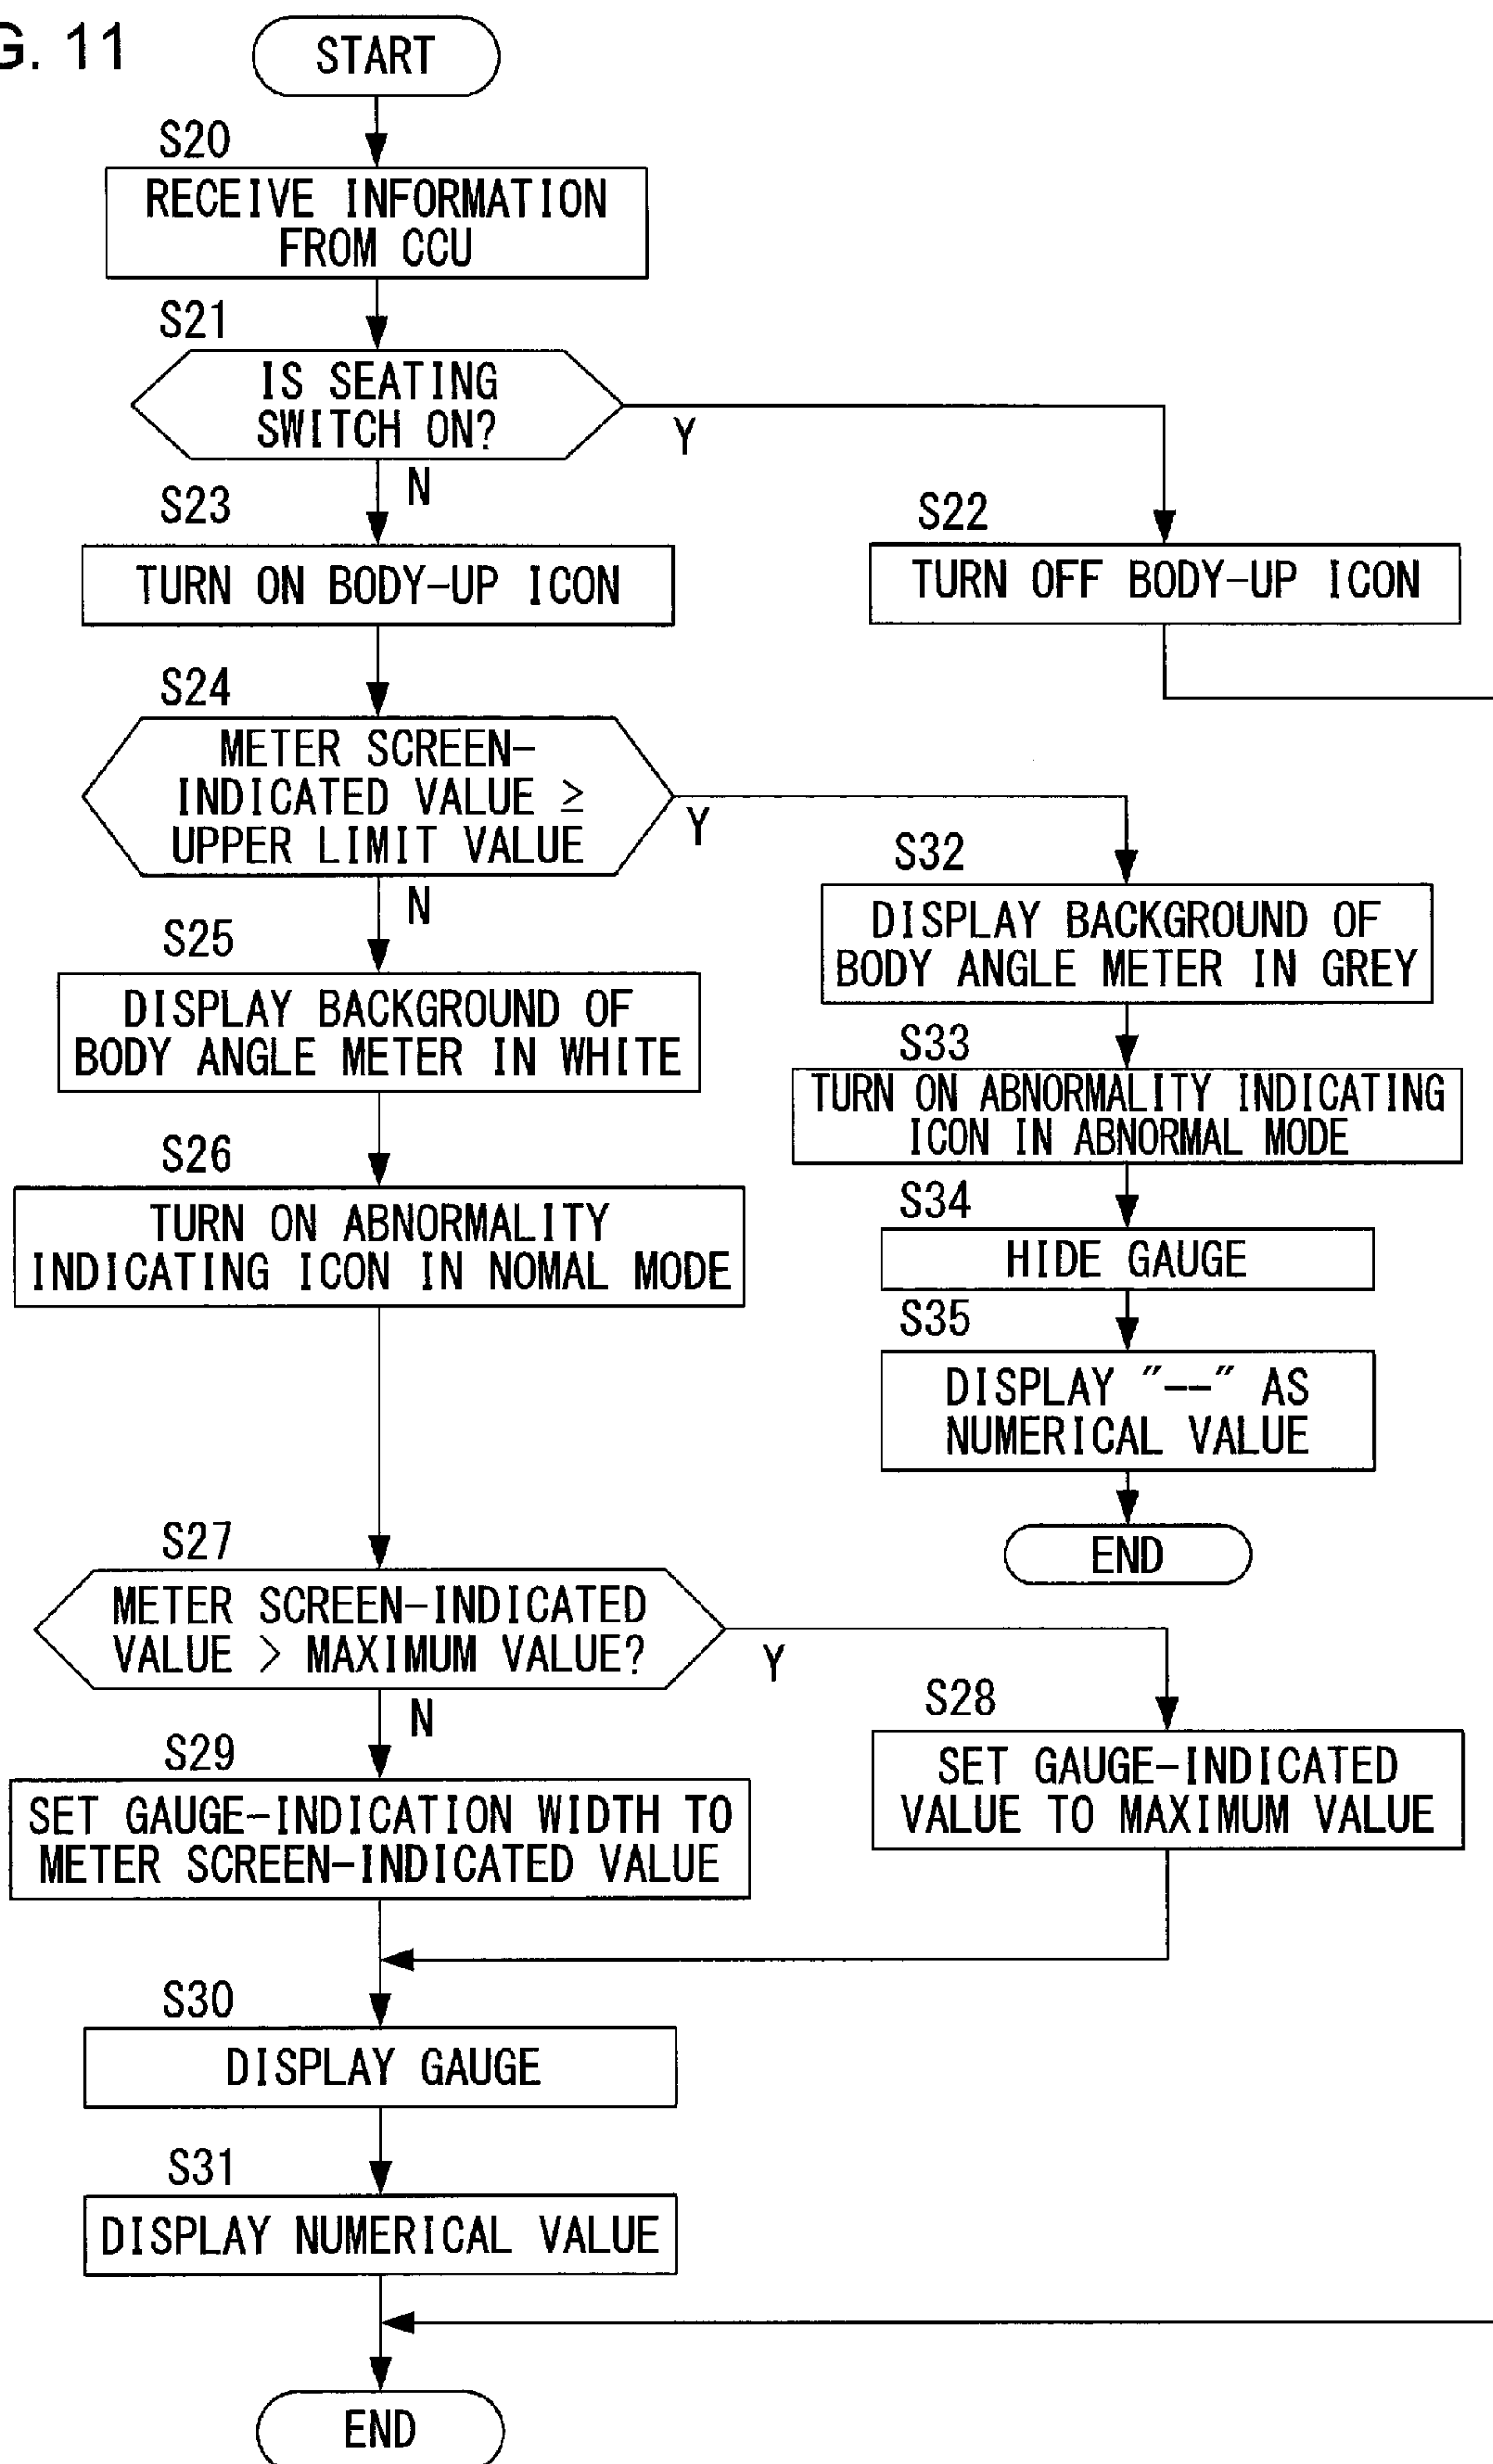 G. 11
START
S20
RECEIVE INFORMATION
FROM CCU
S21
IS SEATING
SWITCH ON?
Y
N
S23
TURN ON BODY-UP ICON
S22
TURN OFF BODY-UP ICON
S24
METER SCREEN-
INDICATED VALUE ≥
UPPER LIMIT VALUE
Y
N
S25
DISPLAY BACKGROUND OF
BODY ANGLE METER IN WHITE
S26
TURN ON ABNORMALITY
INDICATING ICON IN NOMAL MODE
S32
DISPLAY BACKGROUND OF
BODY ANGLE METER IN GREY
S33
TURN ON ABNORMALITY INDICATING
ICON IN ABNORMAL MODE
S34
HIDE GAUGE
S35
DISPLAY "--" AS
NUMERICAL VALUE
END
S27
METER SCREEN-INDICATED
VALUE > MAXIMUM VALUE?
Y
N
S28
SET GAUGE-INDICATED
VALUE TO MAXIMUM VALUE
S29
SET GAUGE-INDICATION WIDTH TO
METER SCREEN-INDICATED VALUE
S30
DISPLAY GAUGE
S31
DISPLAY NUMERICAL VALUE
END